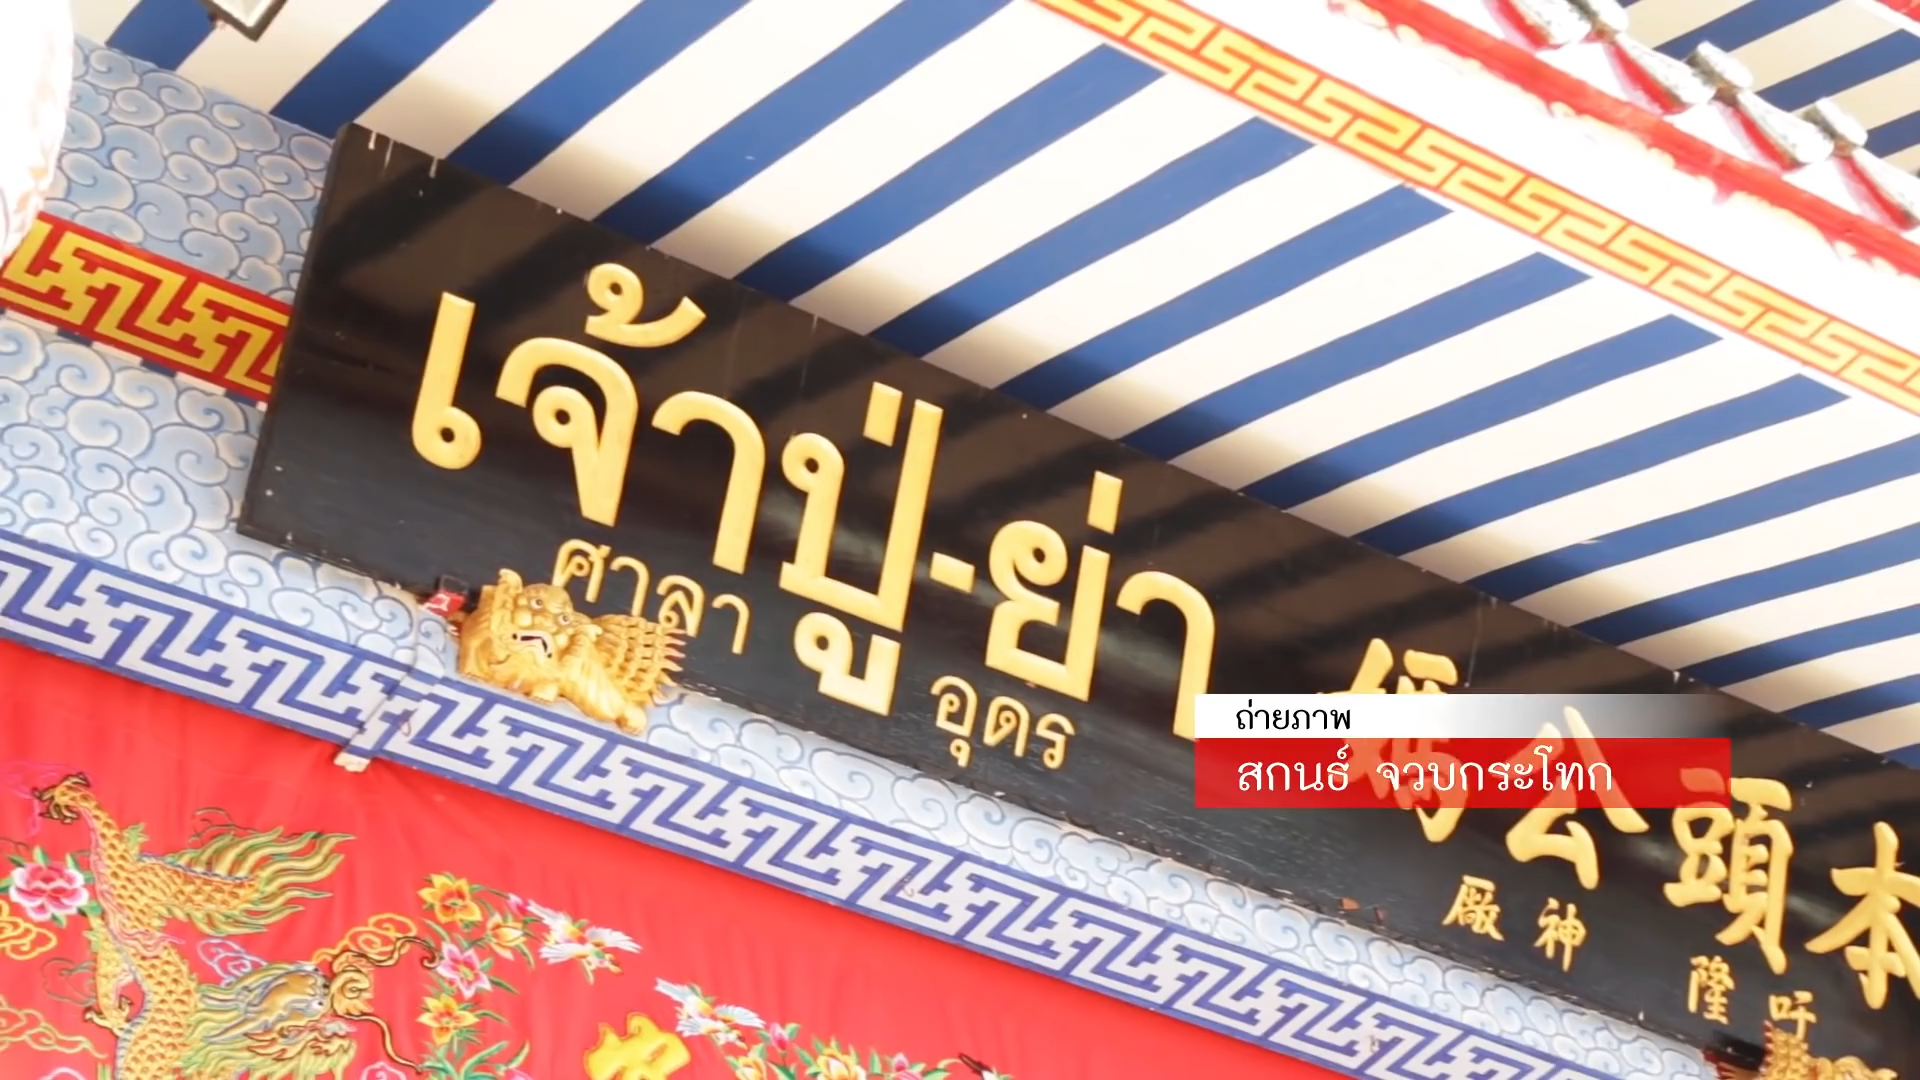 เจ้าปู่-ย่า
ศาลา อุดร
ถ่ายภาพ
สกนธ์ จวบกระโทก
公頭本
廠神
隆吁